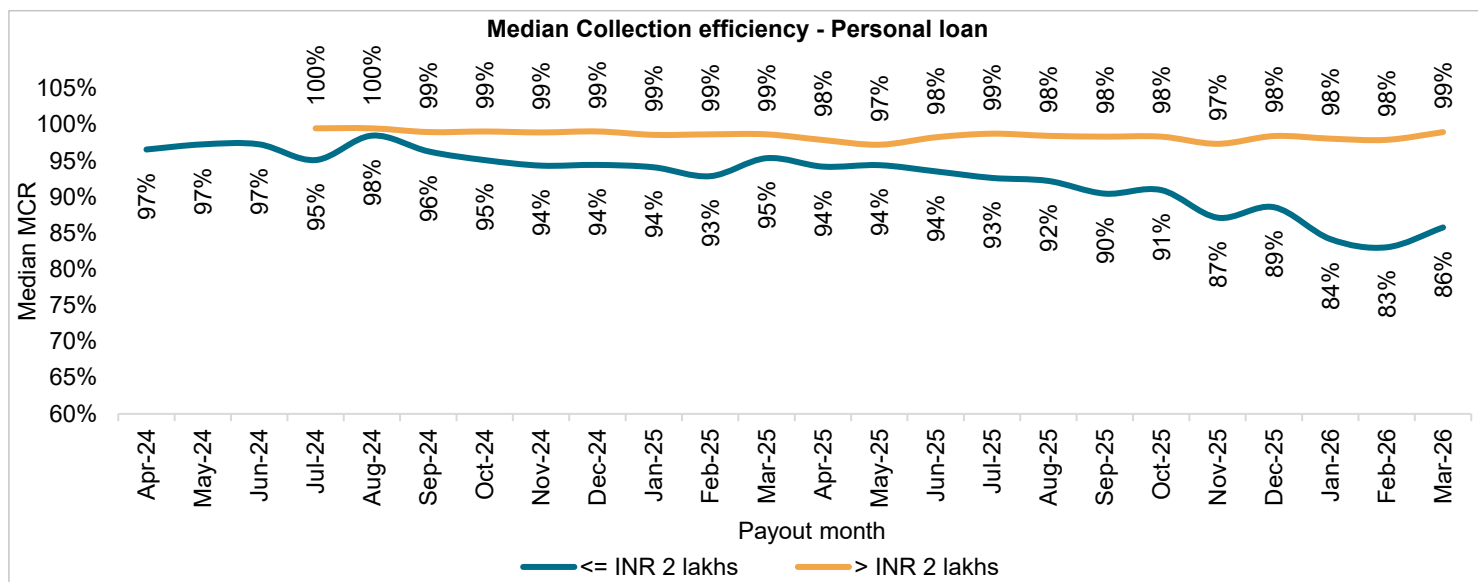 Median Collection efficiency - Personal loan
100% 100% 99% 99% 99% 99% 99% 99% 99% 98% 97% 98% 99% 98% 98% 98% 97% 98% 98% 98% 99%
Median MCR
105%
100%
95%
90%
85%
80%
75%
70%
65%
60%
97% 97% 97% 95% 98% 96% 95% 94% 94% 94% 93% 95% 94% 94% 94% 93% 92% 90% 91% 87% 89% 84% 83% 86%
Apr-24 May-24 Jun-24 Jul-24 Aug-24 Sep-24 Oct-24 Nov-24 Dec-24 Jan-25 Feb-25 Mar-25 Apr-25 May-25 Jun-25 Jul-25 Aug-25 Sep-25 Oct-25 Nov-25 Dec-25 Jan-26 Feb-26 Mar-26
Payout month
<= INR 2 lakhs > INR 2 lakhs